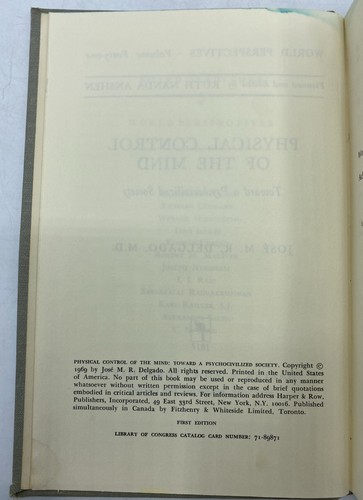 PHYSICAL CONTROL OF THE MIND: TOWARD A PSYCHOCIVILIZED SOCIETY. Copyright ©
1969 by José M. R. Delgado. All rights reserved. Printed in the United States
of America. No part of this book may be used or reproduced in any manner
whatsoever without written permission except in the case of brief quotations
embodied in critical articles and reviews. For information address Harper & Row,
Publishers, Incorporated, 49 East 33rd Street, New York, N.Y. 10016. Published
simultaneously in Canada by Fitzhenry & Whiteside Limited, Toronto.
FIRST EDITION
LIBRARY OF CONGRESS CATALOG CARD NUMBER: 71-89871